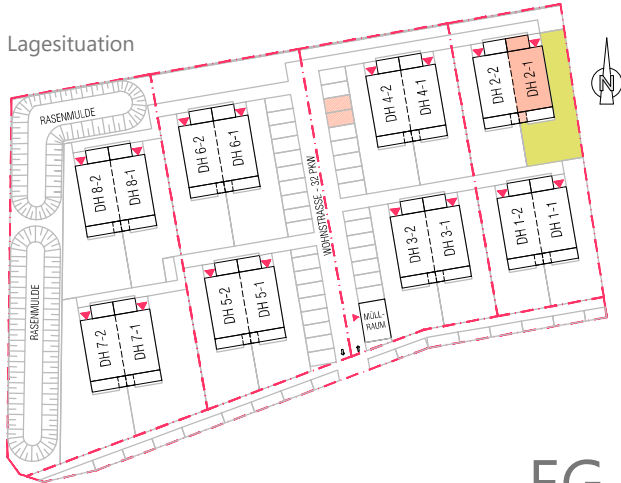 Lagesituation
N
RASENMULDE
DH 2-2
DH 2-1
DH 4-2
DH 4-1
DH 6-2
DH 6-1
DH 8-2
DH 8-1
WOHNSTRASSE - 32 PKW
DH 1-2
DH 1-1
DH 3-2
DH 3-1
DH 5-2
DH 5-1
RASENMULDE
DH 7-2
DH 7-1
MÜLL-
RAUM
EG